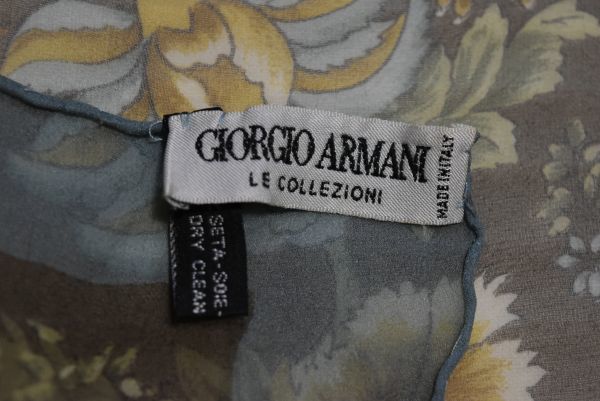 GIORGIO ARMANI
LE COLLEZIONI
MADE IN ITALY
SETA-SOIE-
DRY CLEAN